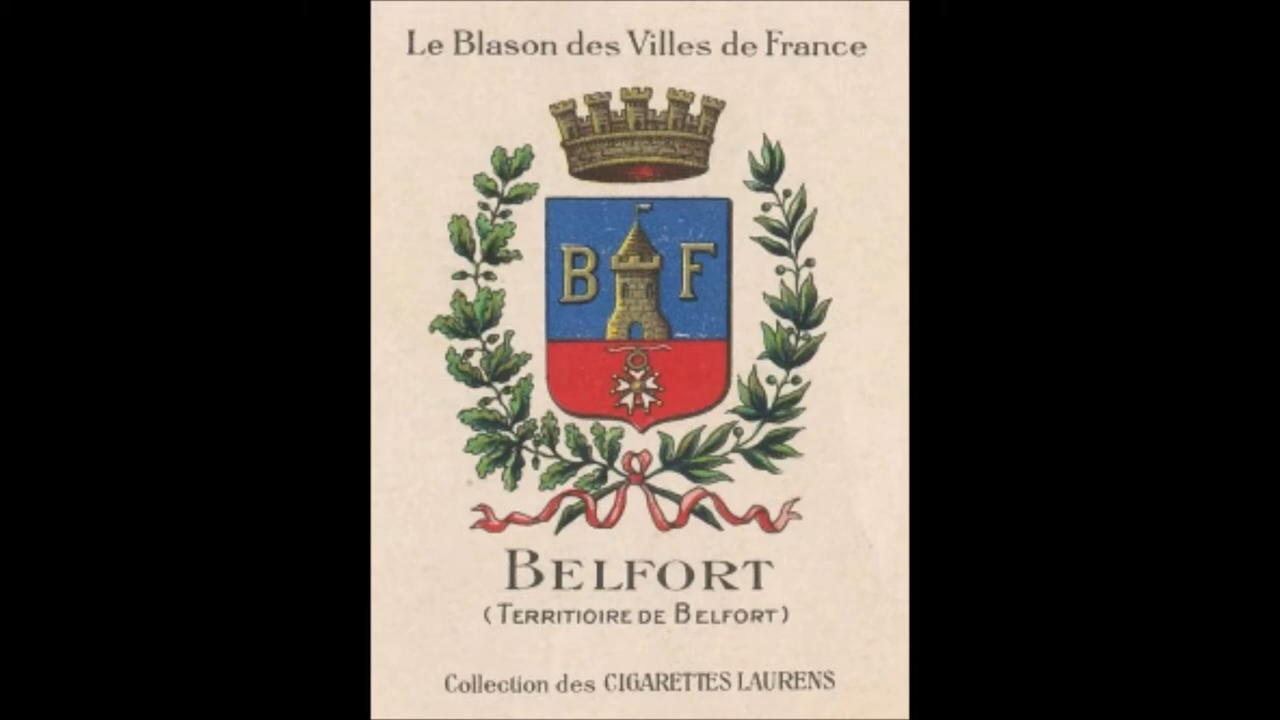 Le Blason des Villes de France
B F
BELFORT
(TERRITIOIRE DE BELFORT)
Collection des CIGARETTES LAURENS